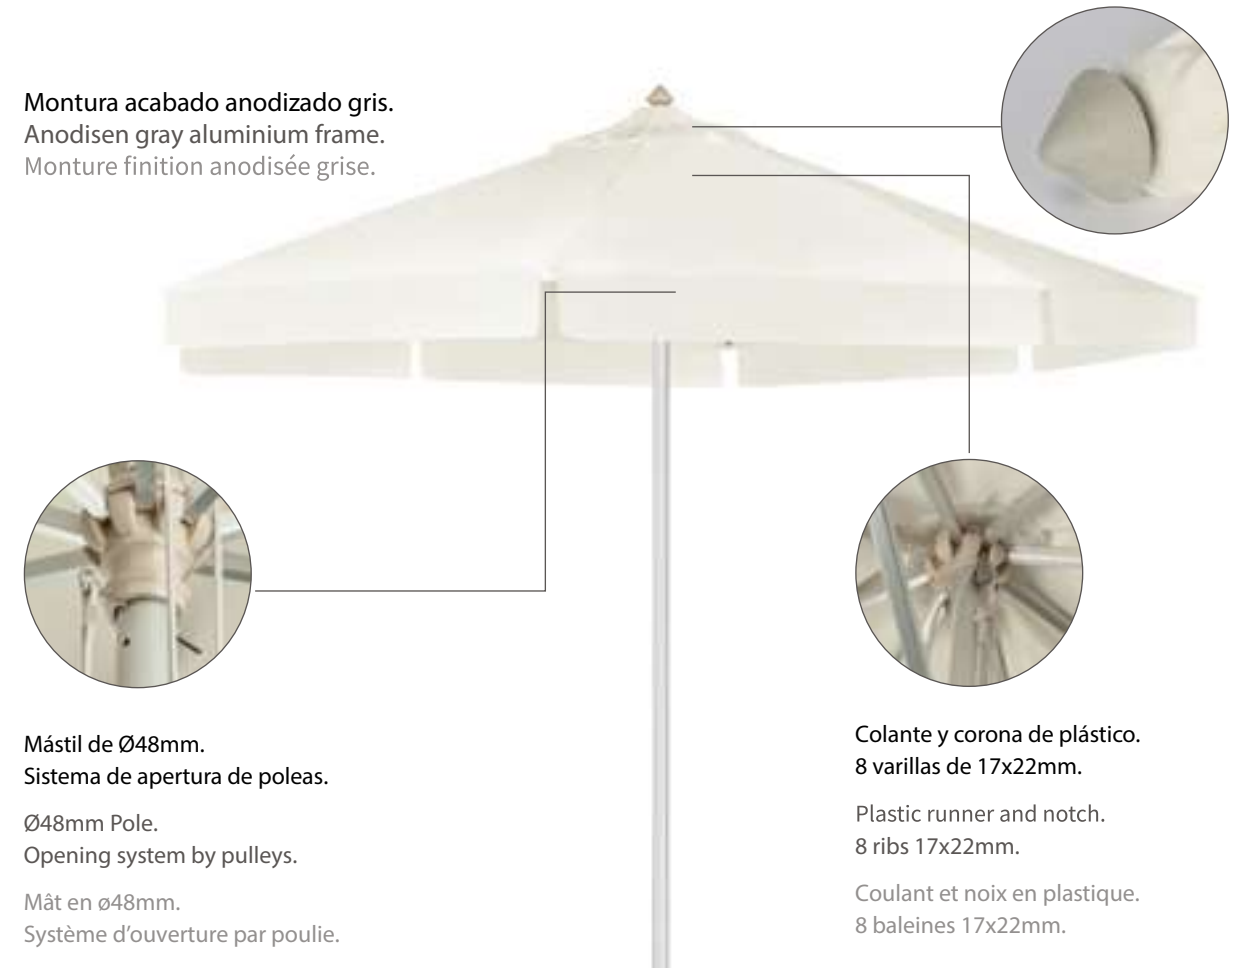 Montura acabado anodizado gris.
Anodisen gray aluminium frame.
Monture finition anodisée grise.
Mástil de Ø48mm.
Sistema de apertura de poleas.
Ø48mm Pole.
Opening system by pulleys.
Mât en ø48mm.
Système d’ouverture par poulie.
Colante y corona de plástico.
8 varillas de 17x22mm.
Plastic runner and notch.
8 ribs 17x22mm.
Coulant et noix en plastique.
8 baleines 17x22mm.